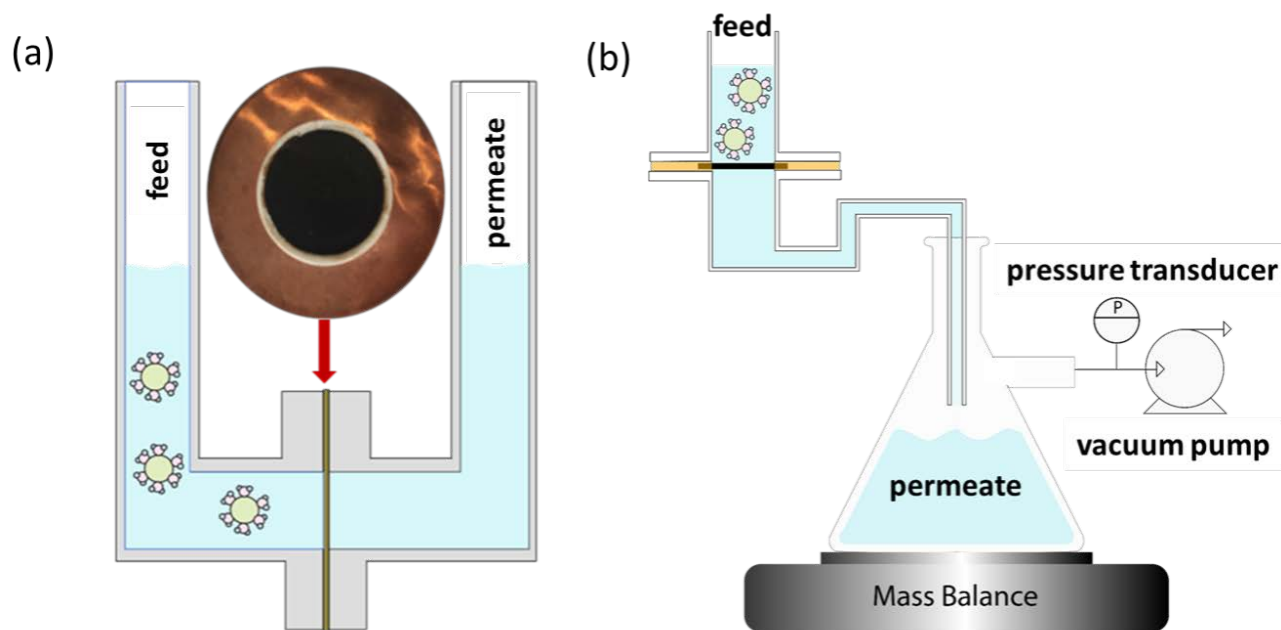 (a)
feed
permeate
(b)
feed
pressure transducer
P
vacuum pump
permeate
Mass Balance